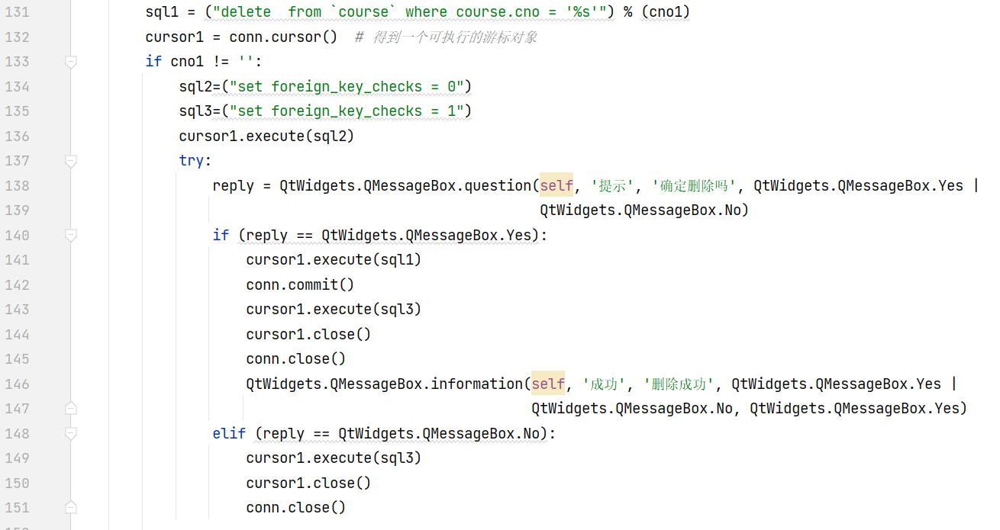 131 sql1 = ("delete  from `course` where course.cno = '%s'") % (cno1)
132 cursor1 = conn.cursor()  # 得到一个可执行的游标对象
133 if cno1 != '':
134 sql2=("set foreign_key_checks = 0")
135 sql3=("set foreign_key_checks = 1")
136 cursor1.execute(sql2)
137 try:
138 reply = QtWidgets.QMessageBox.question(self, '提示', '确定删除吗', QtWidgets.QMessageBox.Yes |
139 QtWidgets.QMessageBox.No)
140 if (reply == QtWidgets.QMessageBox.Yes):
141 cursor1.execute(sql1)
142 conn.commit()
143 cursor1.execute(sql3)
144 cursor1.close()
145 conn.close()
146 QtWidgets.QMessageBox.information(self, '成功', '删除成功', QtWidgets.QMessageBox.Yes |
147 QtWidgets.QMessageBox.No, QtWidgets.QMessageBox.Yes)
148 elif (reply == QtWidgets.QMessageBox.No):
149 cursor1.execute(sql3)
150 cursor1.close()
151 conn.close()